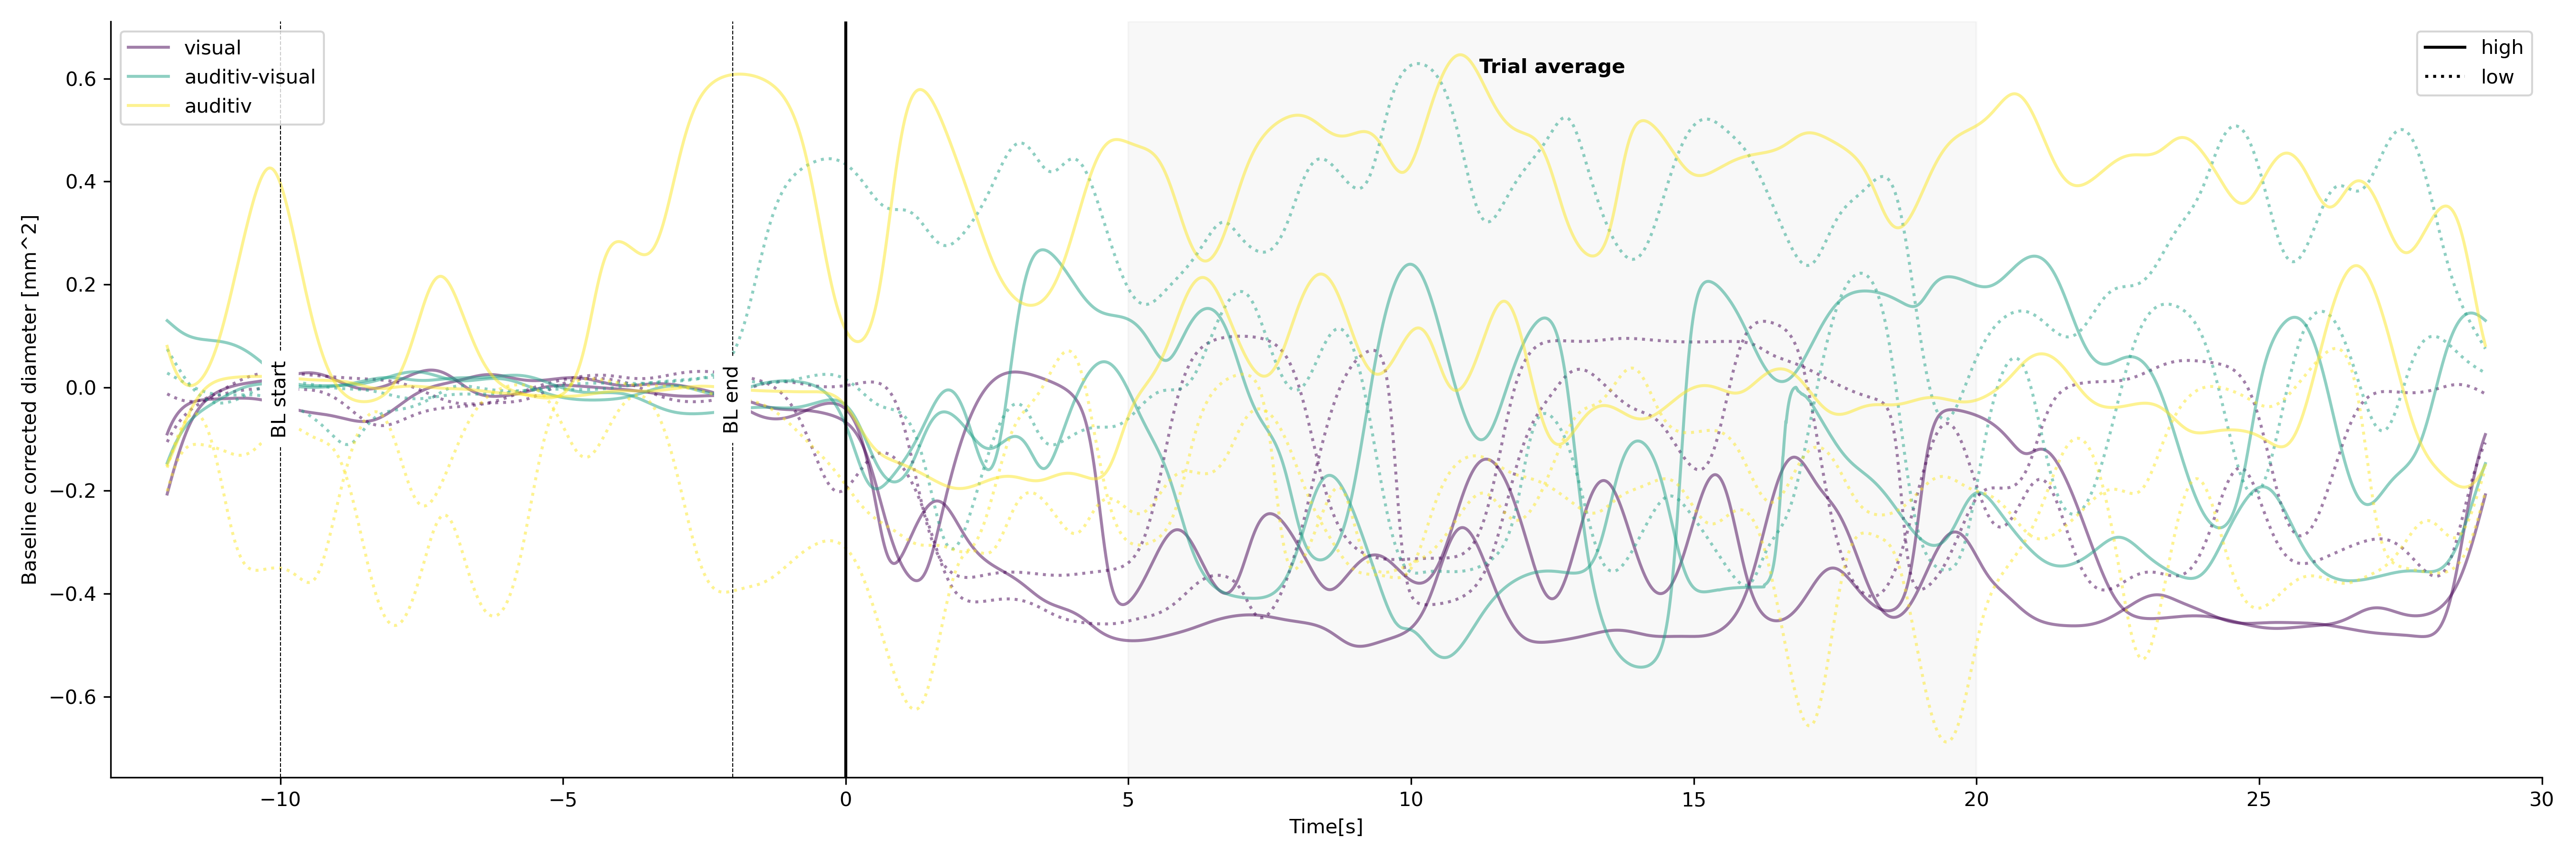 visual
auditiv-visual
auditiv
high
low
Trial average
BL start
BL end
Baseline corrected diameter [mm^2]
0.6
0.4
0.2
0.0
−0.2
−0.4
−0.6
−10
−5
0
5
10
15
20
25
30
Time[s]